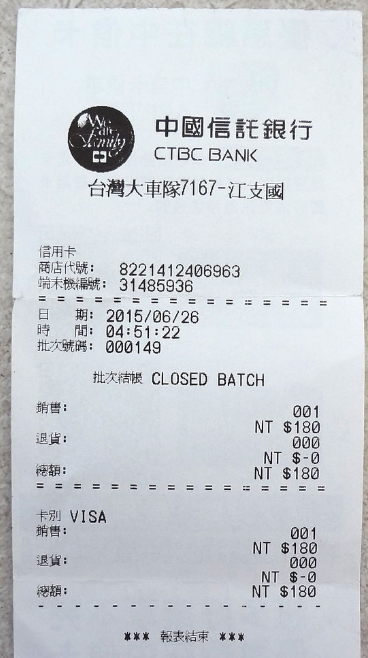 We are family
中國信託銀行
CTBC BANK
台灣大車隊7167-江支國
信用卡
商店代號: 8221412406963
端末機編號: 31485936
= = = = = = = = = = = = = = = = = = = =
日 期: 2015/06/26
時 間: 04:51:22
批次號碼: 000149
批次結帳 CLOSED BATCH
銷售: 001
NT $180
退貨: 000
NT $-0
總額: NT $180
= = = = = = = = = = = = = = = = = = = =
卡別 VISA
銷售: 001
NT $180
退貨: 000
NT $-0
總額: NT $180
- - - - - - - - - - - - - - - - - - - -
*** 報表結束 ***